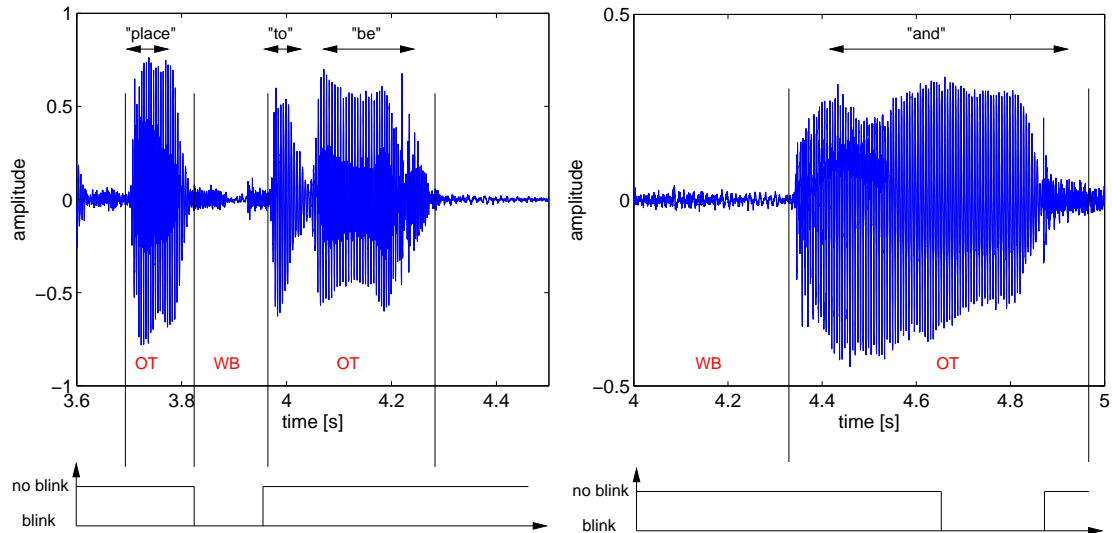 "place" "to" "be"
1
0.5
0
−0.5
−1
amplitude
OT WB OT
3.6 3.8 4 4.2 4.4
time [s]
no blink
blink
"and"
0.5
0
−0.5
amplitude
WB OT
4 4.2 4.4 4.6 4.8 5
time [s]
no blink
blink